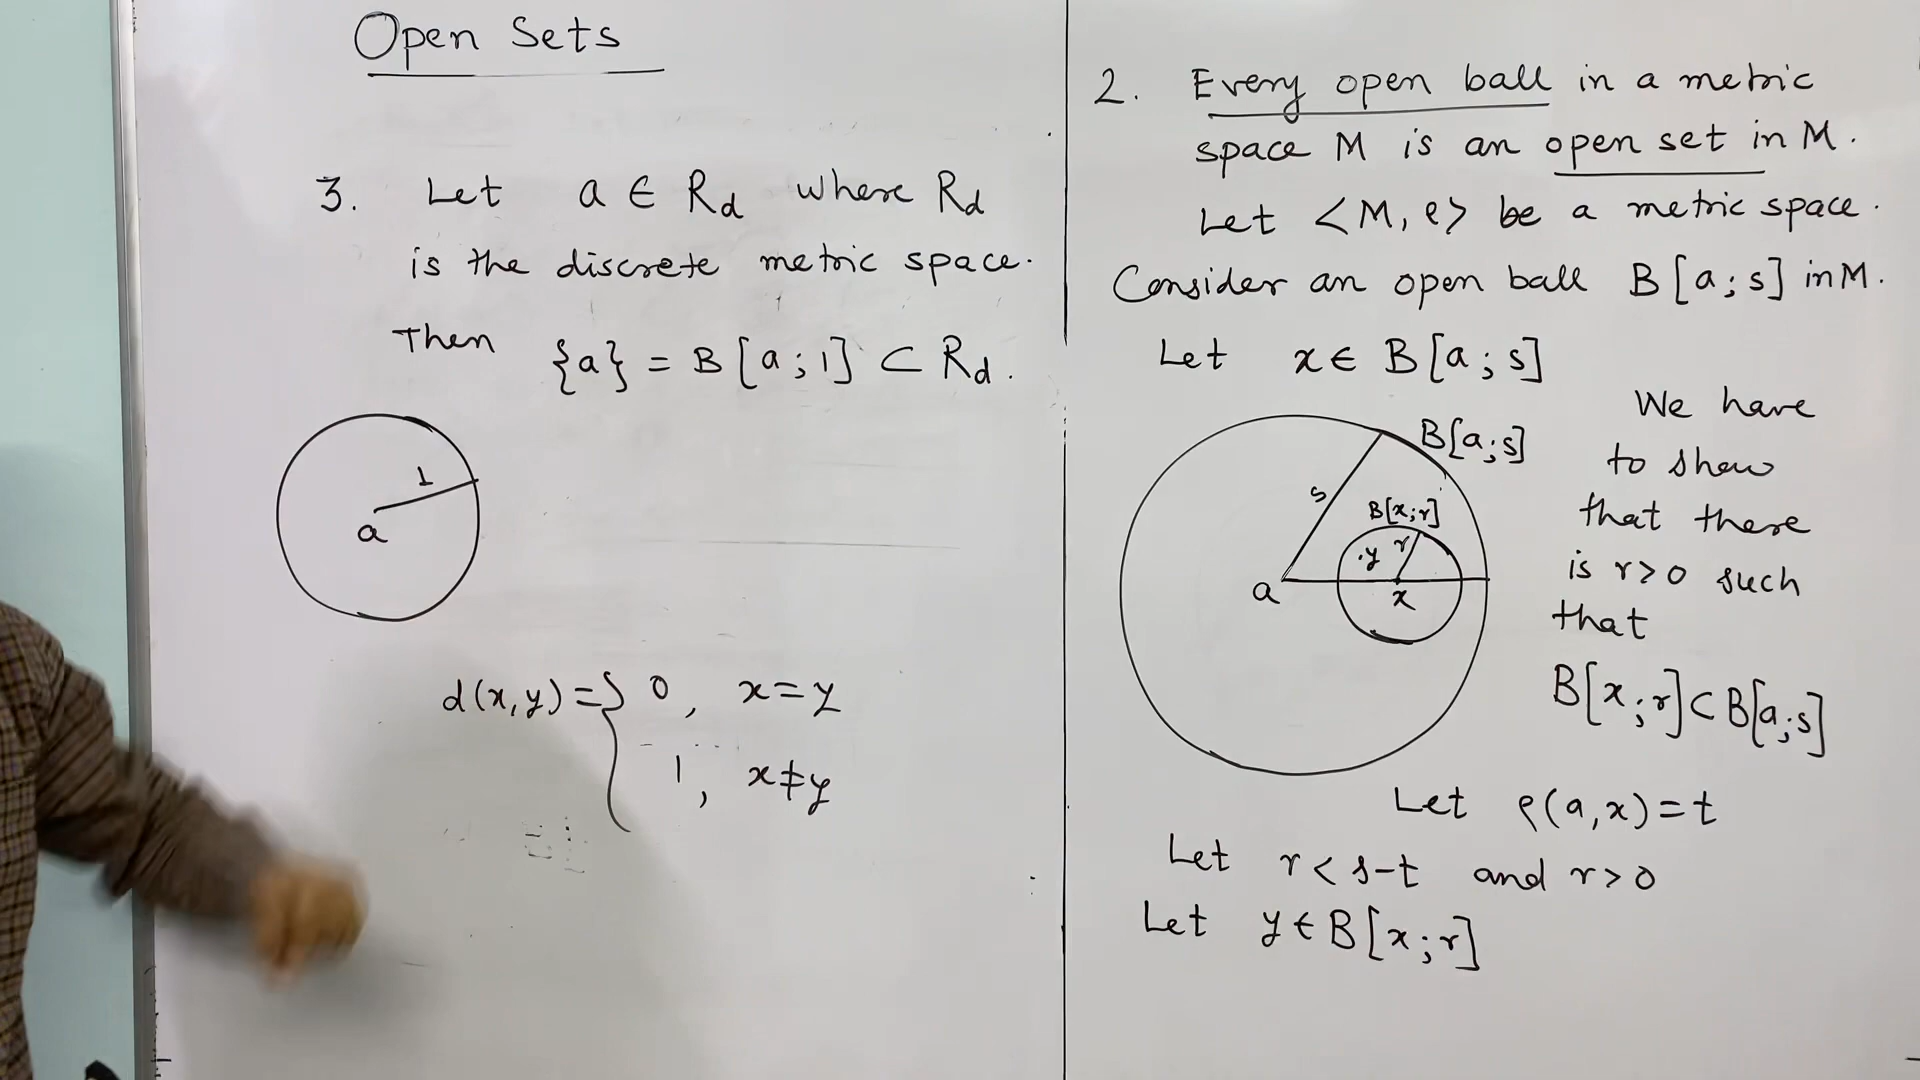 Open Sets
3. Let a ∈ R_d where R_d
is the discrete metric space.
Then {a} = B[a;1] ⊂ R_d.
1
a
d(x,y) = { 0, x=y
1, x≠y
2. Every open ball in a metric
space M is an open set in M.
Let <M, ρ> be a metric space.
Consider an open ball B[a;s] in M.
Let x ∈ B[a;s]
B[a;s]
s
B[x;r]
.y r
a
x
We have
to show
that there
is r>0 such
that
B[x;r] ⊂ B[a;s]
Let ρ(a,x)=t
Let r < s-t and r>0
Let y ∈ B[x;r]